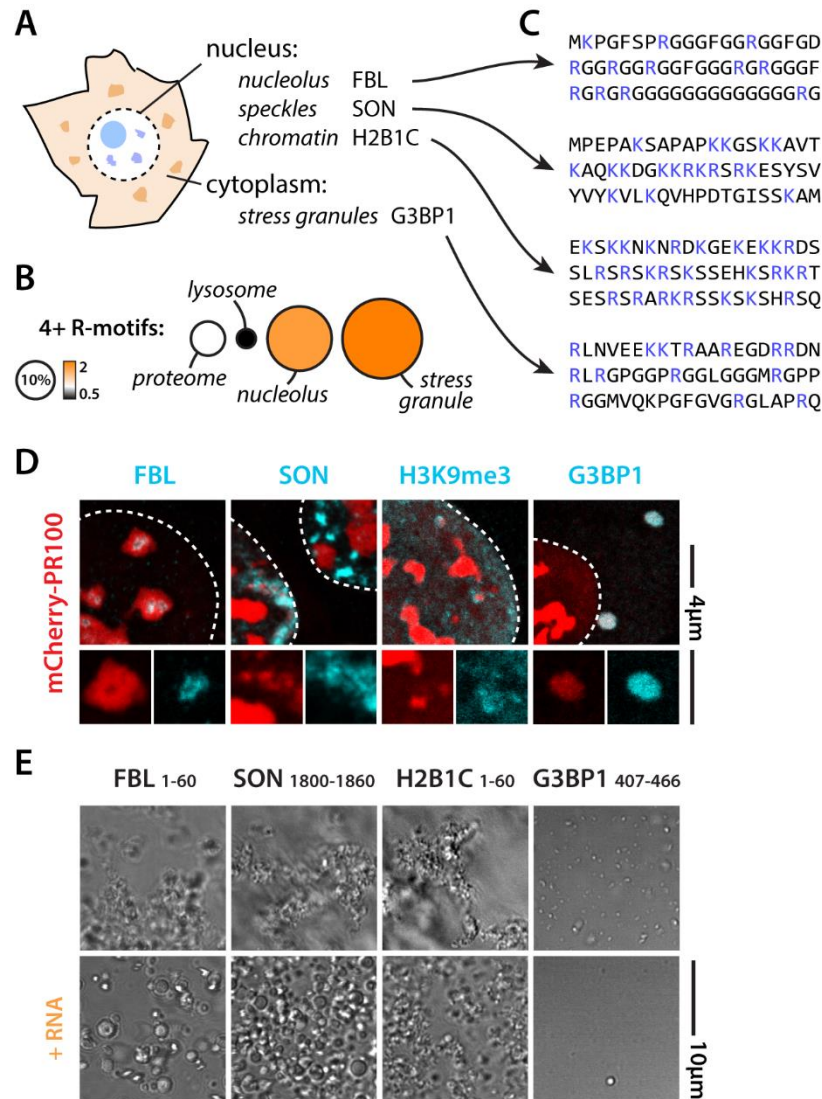 A
nucleus:
nucleolus FBL
speckles SON
chromatin H2B1C
cytoplasm:
stress granules G3BP1
B
4+ R-motifs:
10%
2
0.5
proteome
lysosome
nucleolus
stress
granule
C
MKPGFSPRGGGFGGRGGFGD
RGGRGGRGGFGGGRGRGGGF
RGRGRGGGGGGGGGGGGGRG
MPEPAKSAPAPKKGSKKAVT
KAQKKDGKKRKRSRKESYSV
YVYKVLKQVHPDTGISSKAM
EKSKKNKNRDKGEKEKKRDS
SLRSRSKRSKSSEHKSRKRT
SESRSRARKRSSKSKSHRSQ
RLNVEEKKTRAAREGDRRDN
RLRGPGGPRGGLGGGMRGPP
RGGMVQKPGFGVGRGLAPRQ
D
FBL SON H3K9me3 G3BP1
mCherry-PR100
4μm
E
FBL 1-60 SON 1800-1860 H2B1C 1-60 G3BP1 407-466
+ RNA
10μm